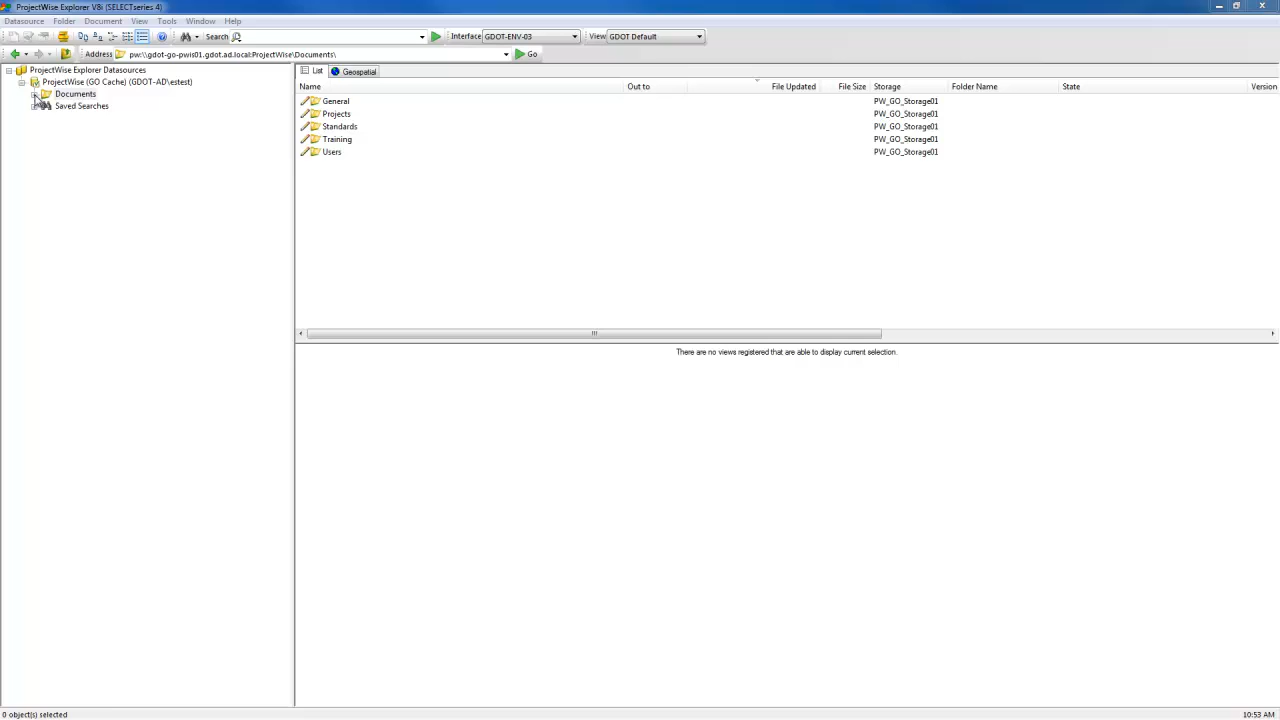 ProjectWise Explorer V8i (SELECTseries 4)
Datasource Folder Document View Tools Window Help
Search Interface GDOT-ENV-03 View GDOT Default
Address pw:\\gdot-go-pwis01.gdot.ad.local:ProjectWise\Documents\ Go
ProjectWise Explorer Datasources
ProjectWise (GO Cache) (GDOT-AD\estest)
Documents
Saved Searches
List Geospatial
Name Out to File Updated File Size Storage Folder Name State Version
General PW_GO_Storage01
Projects PW_GO_Storage01
Standards PW_GO_Storage01
Training PW_GO_Storage01
Users PW_GO_Storage01
There are no views registered that are able to display current selection.
0 object(s) selected 10:53 AM